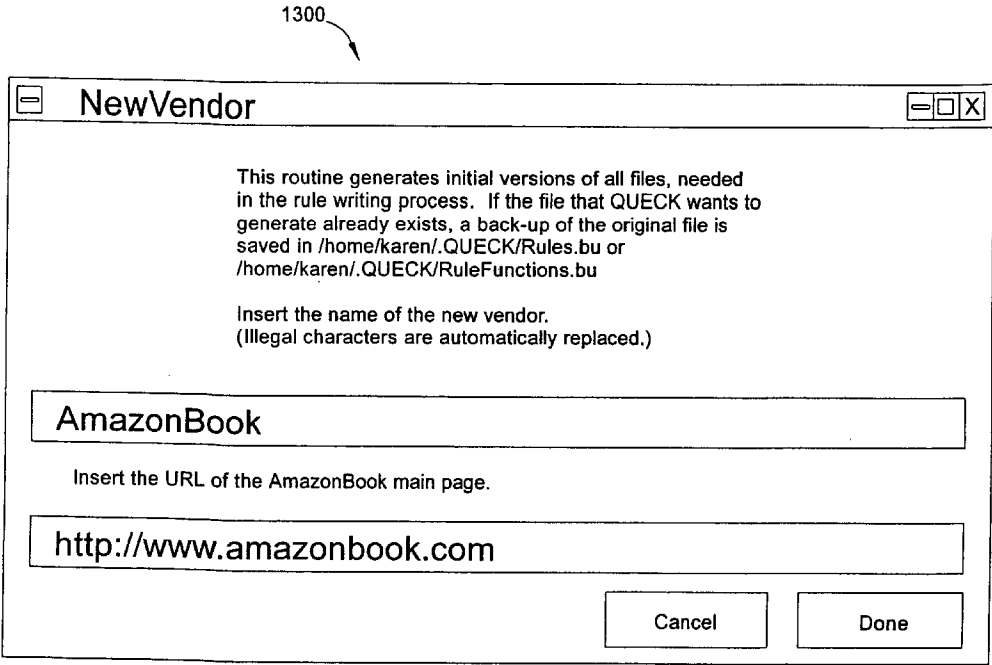 1300
NewVendor
This routine generates initial versions of all files, needed
in the rule writing process. If the file that QUECK wants to
generate already exists, a back-up of the original file is
saved in /home/karen/.QUECK/Rules.bu or
/home/karen/.QUECK/RuleFunctions.bu
Insert the name of the new vendor.
(Illegal characters are automatically replaced.)
AmazonBook
Insert the URL of the AmazonBook main page.
http://www.amazonbook.com
Cancel
Done